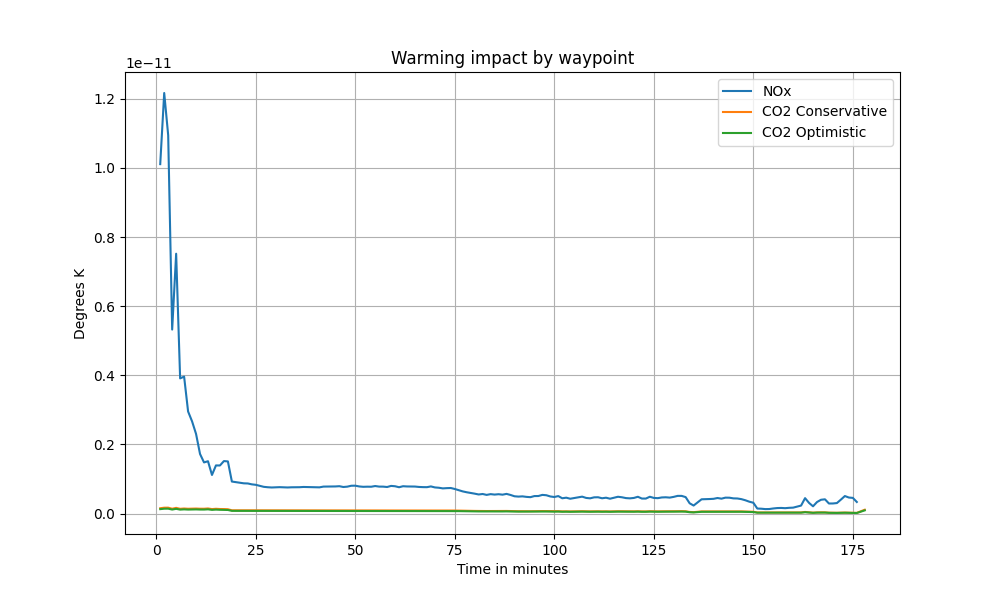 Warming impact by waypoint
1e−11
1.2
1.0
0.8
0.6
0.4
0.2
0.0
Degrees K
NOx
CO2 Conservative
CO2 Optimistic
0 25 50 75 100 125 150 175
Time in minutes